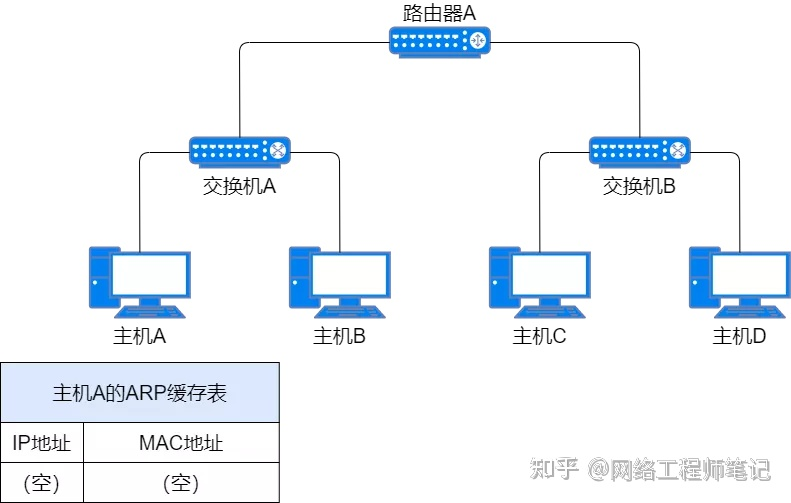 路由器A
交换机A
交换机B
主机A
主机B
主机C
主机D
主机A的ARP缓存表
IP地址 MAC地址
(空) (空)
知乎 @网络工程师笔记